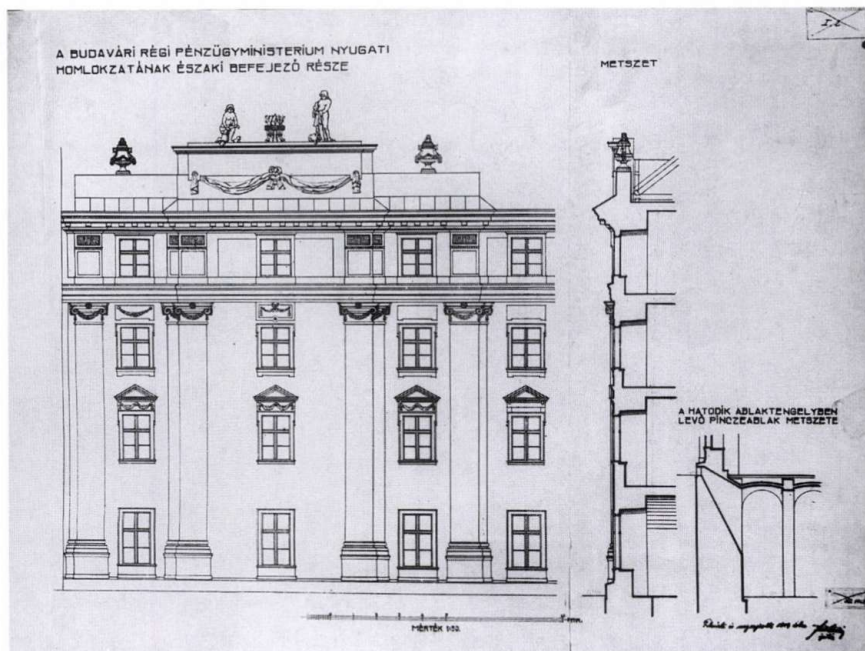 A BUDAVÁRI RÉGI PÉNZÜGYMINISTERIUM NYUGATI
HOMLOKZATÁNAK ÉSZAKI BEFEJEZŐ RÉSZE
METSZET
A HATODIK ABLAKTENGELYBEN
LEVŐ PINCZEABLAK METSZETE
MÉRTÉK 1:50.